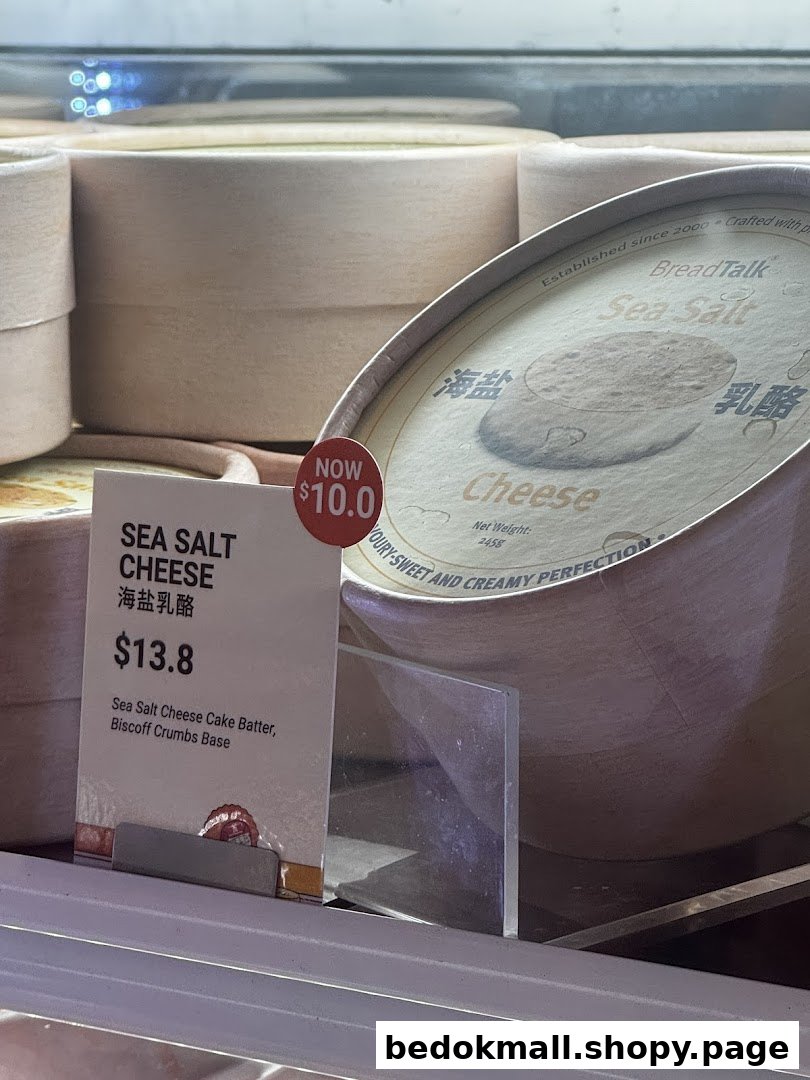 Established since 2000 • Crafted with
BreadTalk®
Sea Salt
海盐
乳酪
Cheese
Net Weight:
245g
SWEET AND CREAMY PERFECTION •
NOW
$10.0
SEA SALT
CHEESE
海盐乳酪
$13.8
Sea Salt Cheese Cake Batter,
Biscoff Crumbs Base
bedokmall.shopy.page